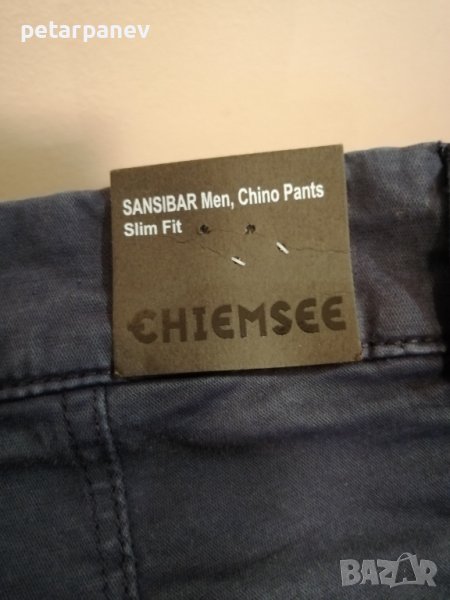 petarpanev
SANSIBAR Men, Chino Pants
Slim Fit
CHIEMSEE
BAZAR